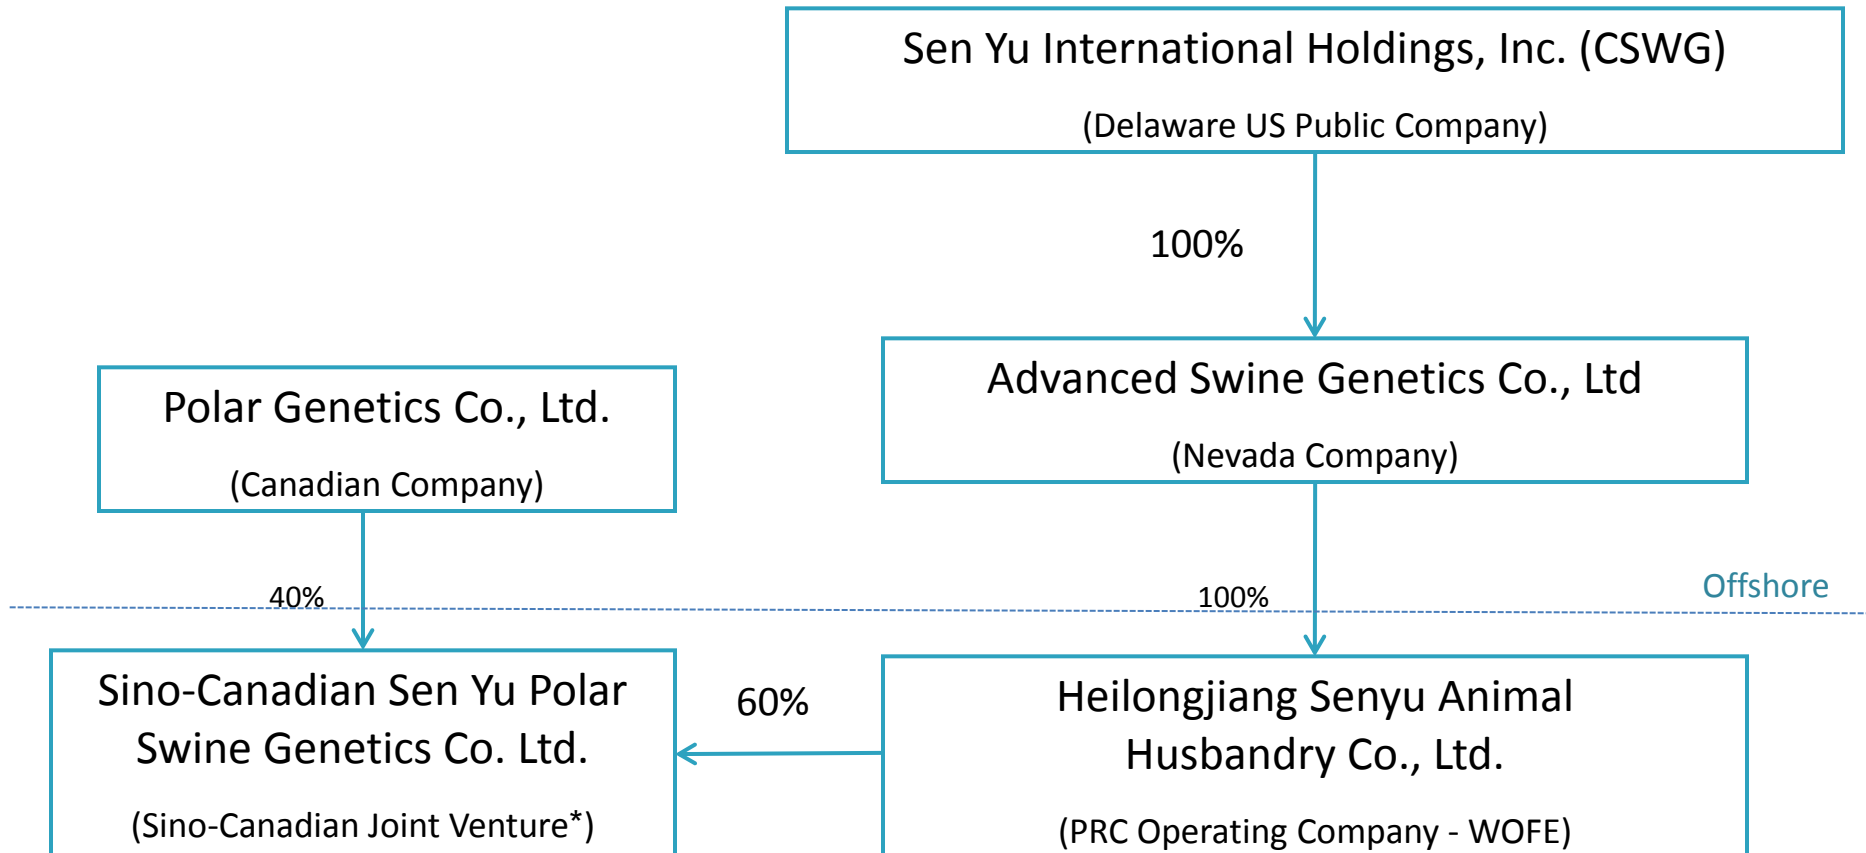 Sen Yu International Holdings, Inc. (CSWG)
(Delaware US Public Company)
100%
Advanced Swine Genetics Co., Ltd
(Nevada Company)
Polar Genetics Co., Ltd.
(Canadian Company)
40%
100%
Offshore
Sino-Canadian Sen Yu Polar
Swine Genetics Co. Ltd.
(Sino-Canadian Joint Venture*)
60%
Heilongjiang Senyu Animal
Husbandry Co., Ltd.
(PRC Operating Company - WOFE)